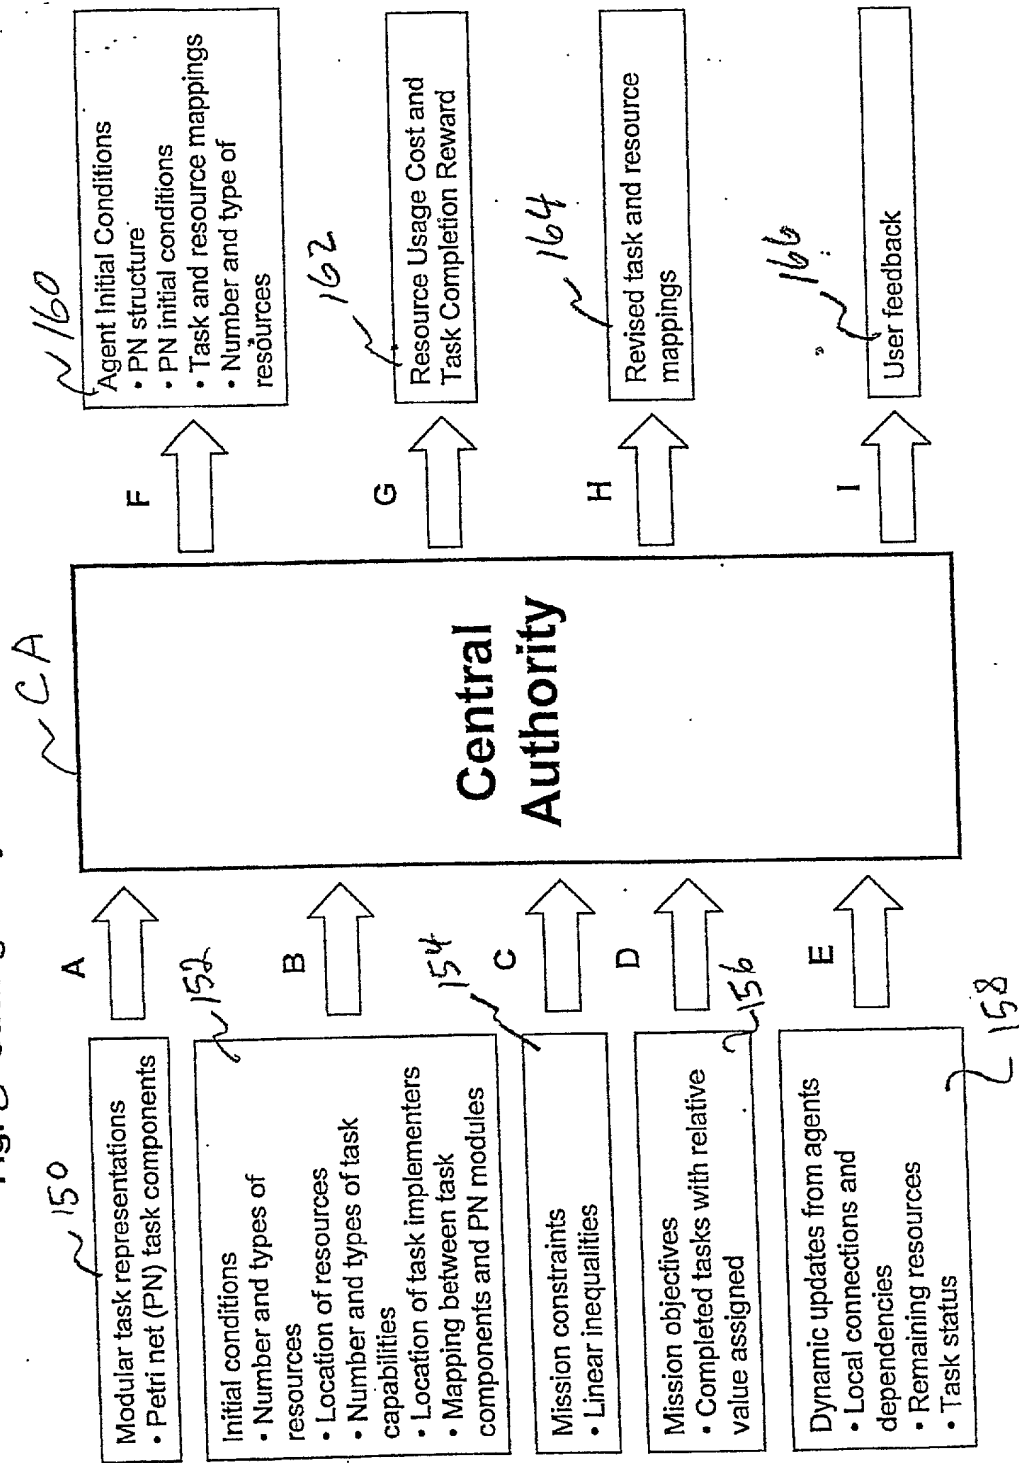 CA
150
Modular task representations
• Petri net (PN) task components
A
152
Initial conditions
• Number and types of
resources
• Location of resources
• Number and types of task
capabilities
• Location of task implementers
• Mapping between task
components and PN modules
B
154
Mission constraints
• Linear inequalities
C
Mission objectives
• Completed tasks with relative
value assigned
D
156
Dynamic updates from agents
• Local connections and
dependencies
• Remaining resources
• Task status
E
158
Central
Authority
F
160
Agent Initial Conditions
• PN structure
• PN initial conditions
• Task and resource mappings
• Number and type of
resources
G
162
Resource Usage Cost and
Task Completion Reward
H
164
Revised task and resource
mappings
I
166
User feedback